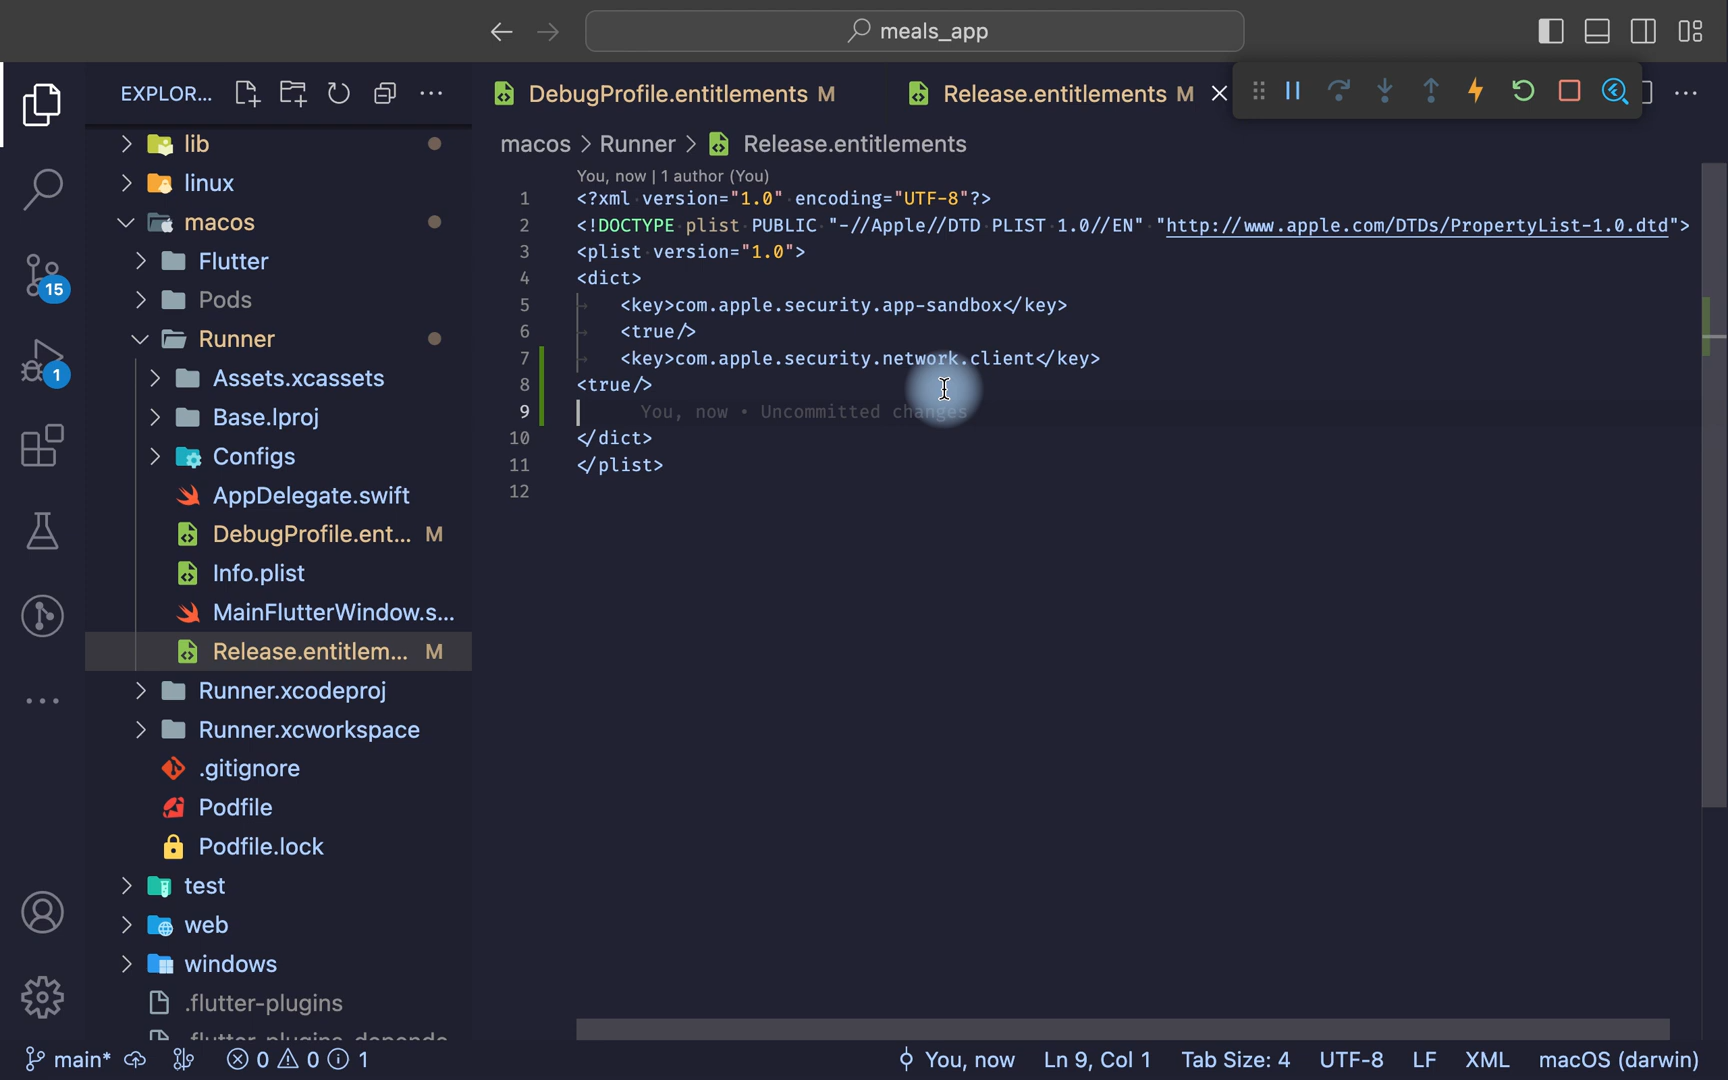 meals_app
EXPLOR...
DebugProfile.entitlements M
Release.entitlements M
macos > Runner > Release.entitlements
lib
linux
macos
Flutter
Pods
Runner
Assets.xcassets
Base.lproj
Configs
AppDelegate.swift
DebugProfile.ent... M
Info.plist
MainFlutterWindow.s...
Release.entitlem... M
Runner.xcodeproj
Runner.xcworkspace
.gitignore
Podfile
Podfile.lock
test
web
windows
.flutter-plugins
15
1
You, now | 1 author (You)
1 <?xml version="1.0" encoding="UTF-8"?>
2 <!DOCTYPE plist PUBLIC "-//Apple//DTD PLIST 1.0//EN" "http://www.apple.com/DTDs/PropertyList-1.0.dtd">
3 <plist version="1.0">
4 <dict>
5 <key>com.apple.security.app-sandbox</key>
6 <true/>
7 <key>com.apple.security.network.client</key>
8 <true/>
9 You, now • Uncommitted changes
10 </dict>
11 </plist>
12
main* 0 0 1
You, now Ln 9, Col 1 Tab Size: 4 UTF-8 LF XML macOS (darwin)